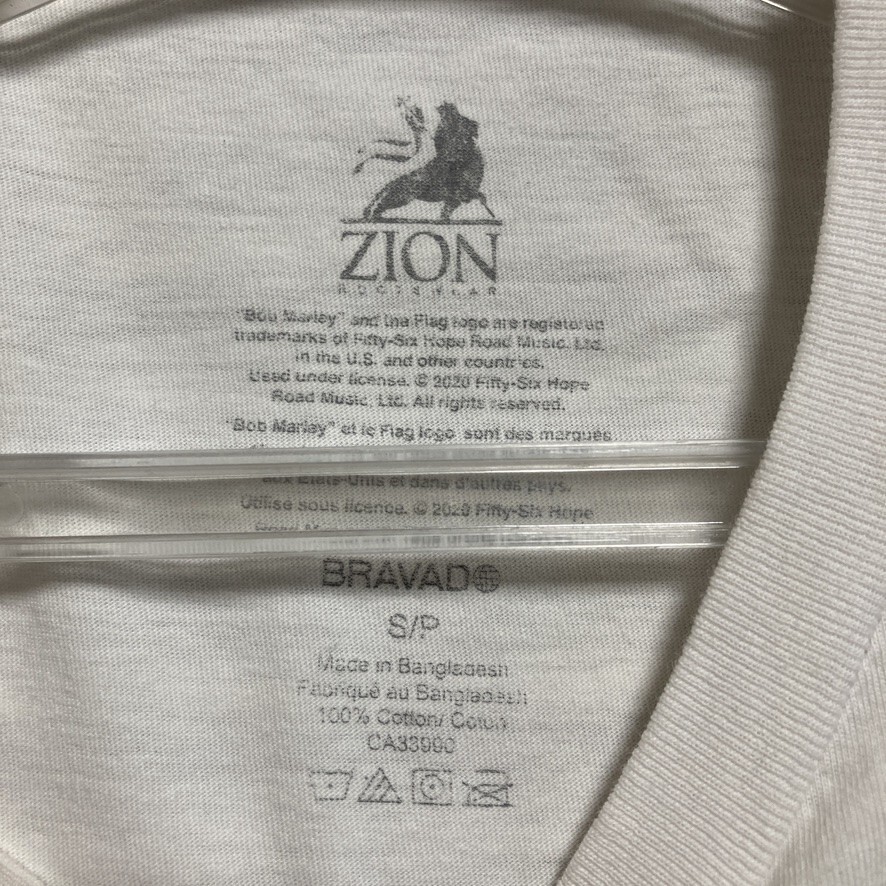 ZION
ROOTSWEAR
"Bob Marley" and the Flag logo are registered
trademarks of Fifty-Six Hope Road Music, Ltd.
in the U.S. and other countries.
Used under license. © 2020 Fifty-Six Hope
Road Music, Ltd. All rights reserved.
"Bob Marley" et le Flag logo sont des marques
aux États-Unis et dans d'autres pays.
Utilisé sous licence. © 2020 Fifty-Six Hope
Road
BRAVADO
S/P
Made in Bangladesh
Fabriqué au Bangladesh
100% Cotton/ Coton
CA33990